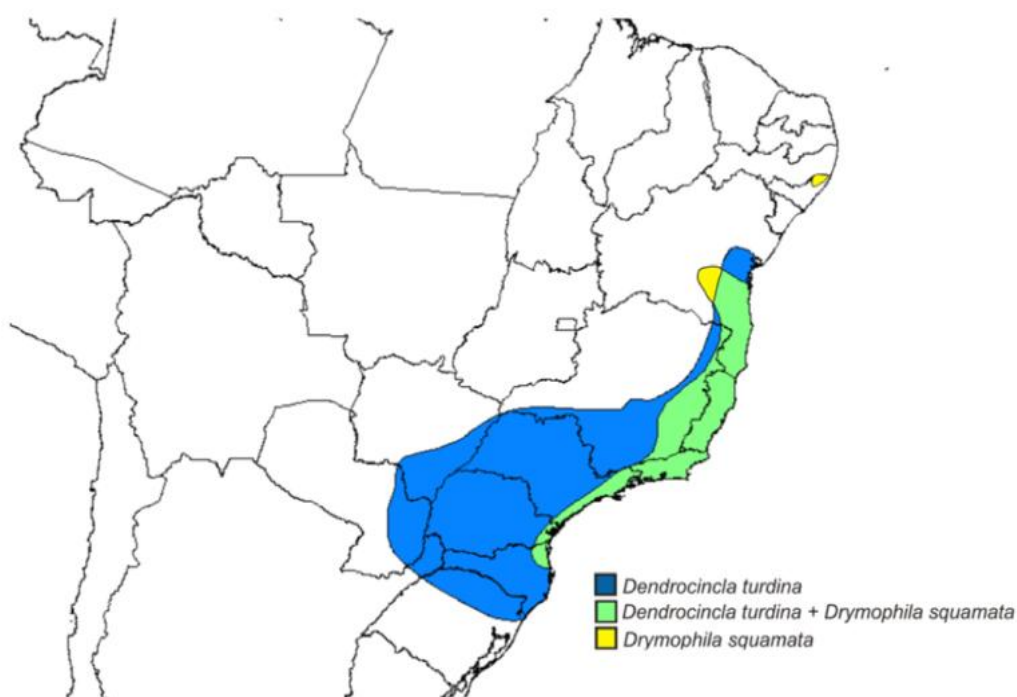 Dendrocincla turdina
Dendrocincla turdina + Drymophila squamata
Drymophila squamata